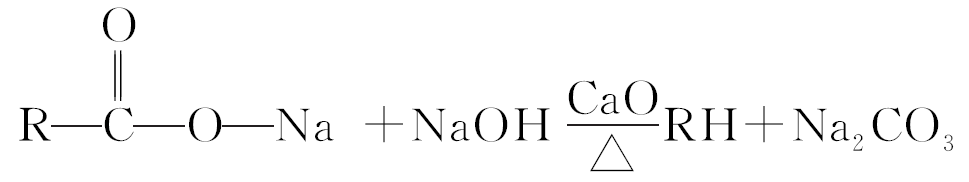 O
CaO
R—C—O—Na +NaOH RH+Na₂CO₃
△